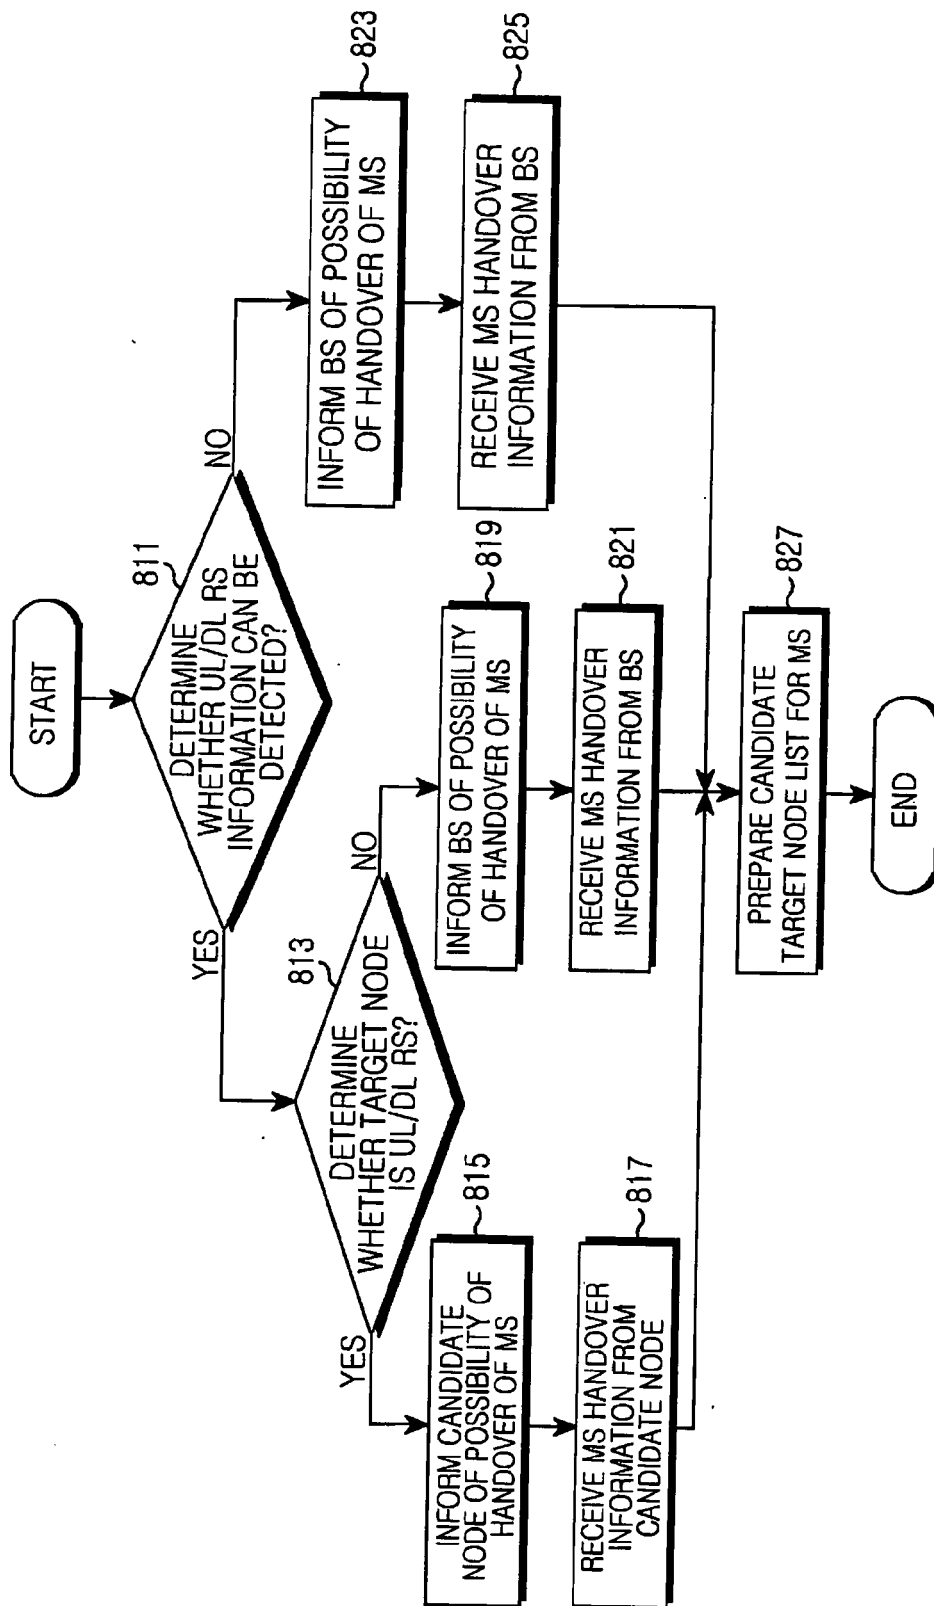 START
811
DETERMINE
WHETHER UL/DL RS
INFORMATION CAN BE
DETECTED?
YES
NO
813
DETERMINE
WHETHER TARGET NODE
IS UL/DL RS?
YES
NO
815
INFORM CANDIDATE
NODE OF POSSIBILITY OF
HANDOVER OF MS
817
RECEIVE MS HANDOVER
INFORMATION FROM
CANDIDATE NODE
819
INFORM BS OF POSSIBILITY
OF HANDOVER OF MS
821
RECEIVE MS HANDOVER
INFORMATION FROM BS
823
INFORM BS OF POSSIBILITY
OF HANDOVER OF MS
825
RECEIVE MS HANDOVER
INFORMATION FROM BS
827
PREPARE CANDIDATE
TARGET NODE LIST FOR MS
END